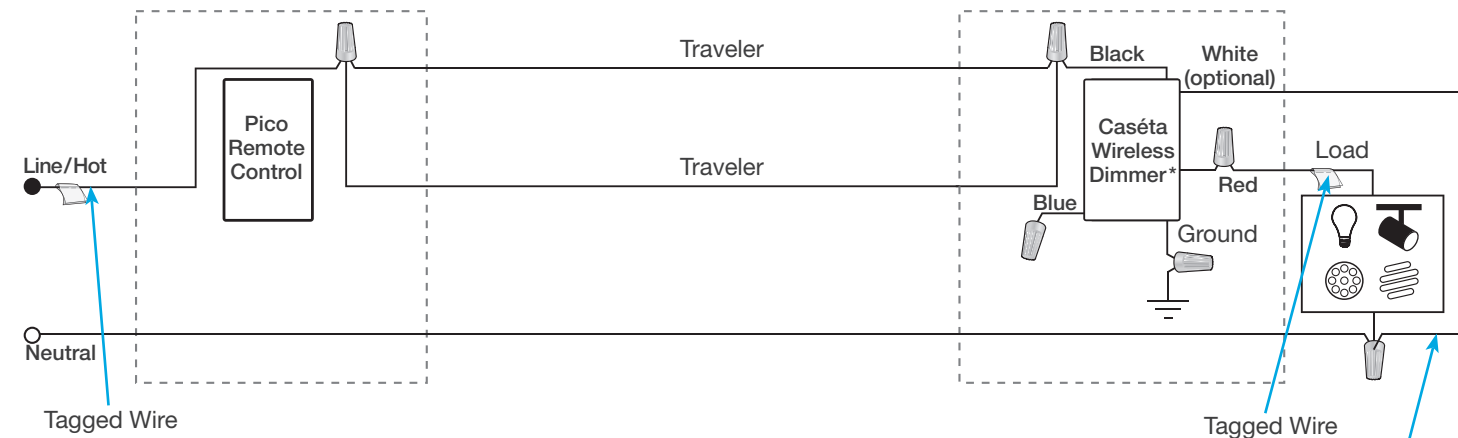 Traveler
Black
White
(optional)
Pico
Remote
Control
Caséta
Wireless
Dimmer*
Line/Hot
Traveler
Load
Red
Blue
Ground
Neutral
Tagged Wire
Tagged Wire